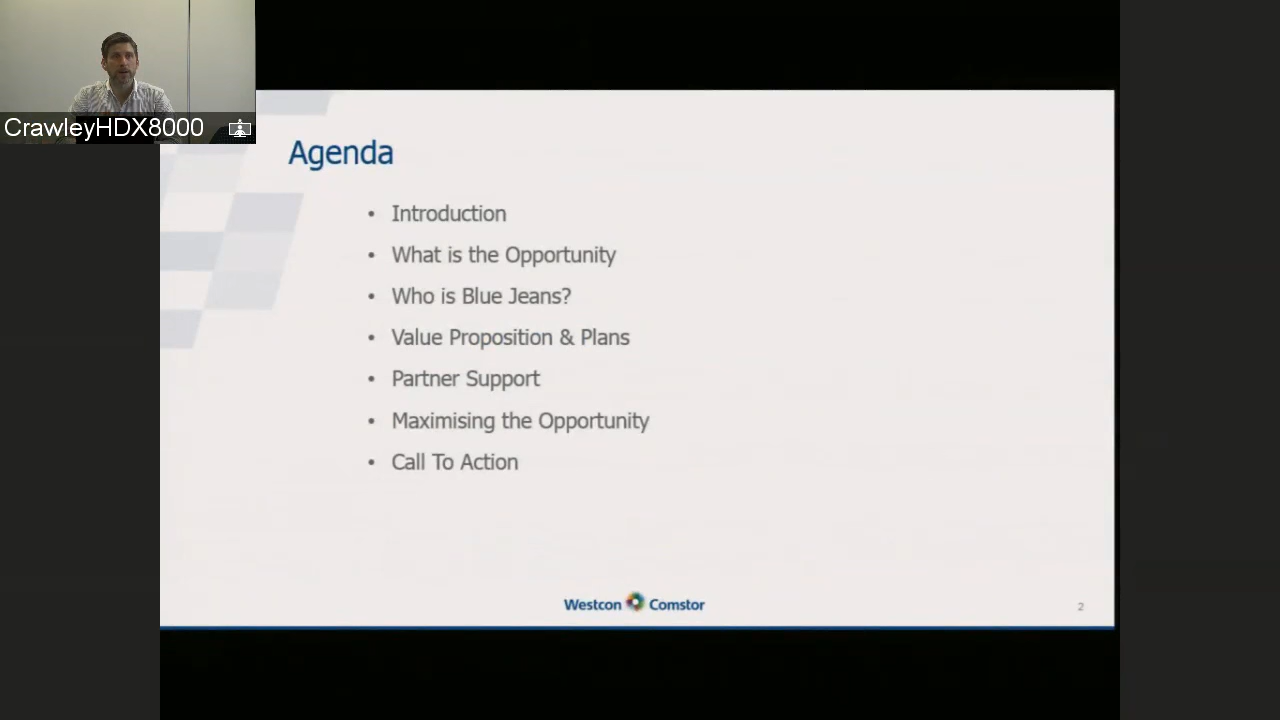 CrawleyHDX8000
Agenda
• Introduction
• What is the Opportunity
• Who is Blue Jeans?
• Value Proposition & Plans
• Partner Support
• Maximising the Opportunity
• Call To Action
Westcon Comstor
2